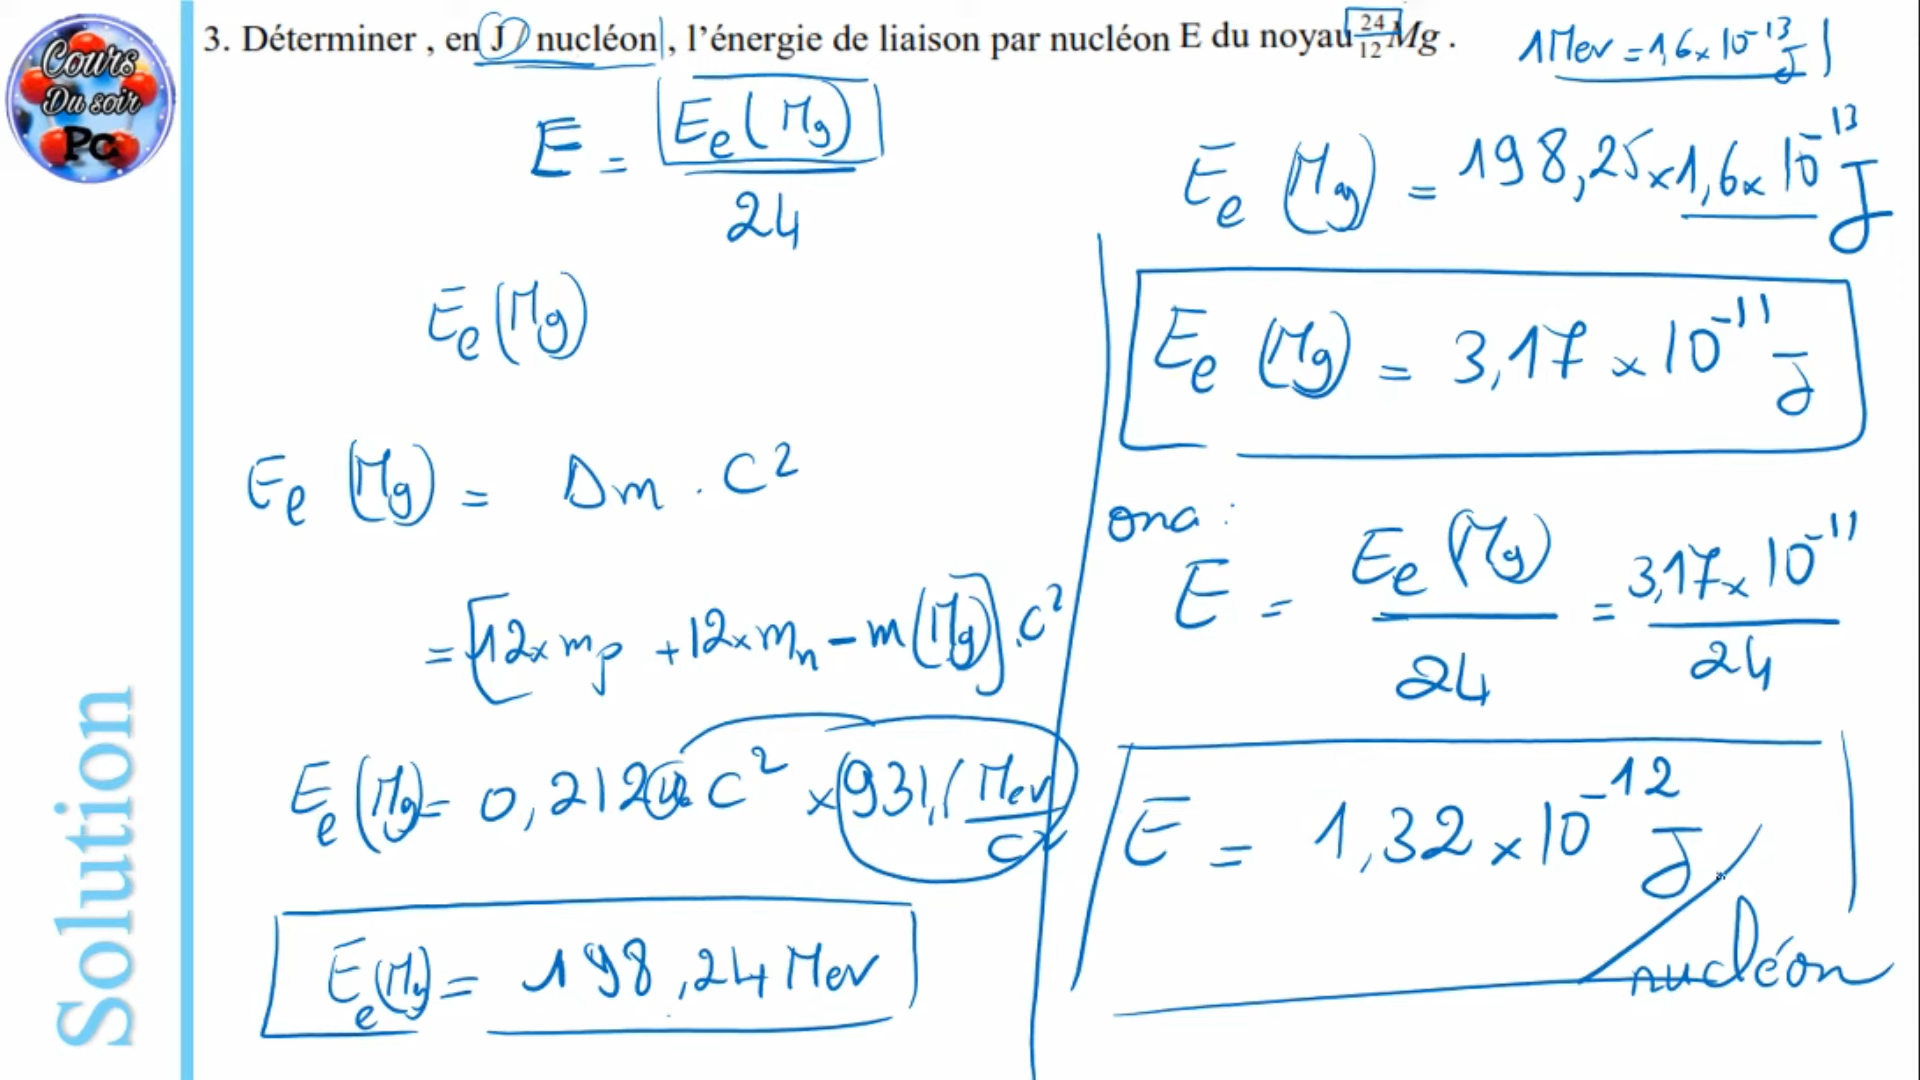 Cours
Du soir
Pc
Solution
3. Déterminer , en J/ nucléon , l’énergie de liaison par nucléon E du noyau 24 12 Mg .
1 Mev = 1,6 × 10^-13 J
E = Ee(Mg) / 24
Ee(Mg)
Ee(Mg) = Δm . C²
= [12×mp + 12×mn - m(Mg)] . C²
Ee(Mg) = 0,212 u C² × 931,5 Mev / C²
Ee(Mg) = 198,24 Mev
Ee(Mg) = 198,25×1,6×10^-13 J
Ee(Mg) = 3,17 × 10^-11 J
ona :
E = Ee(Mg) / 24 = 3,17×10^-11 / 24
E = 1,32 × 10^-12 J / nucléon